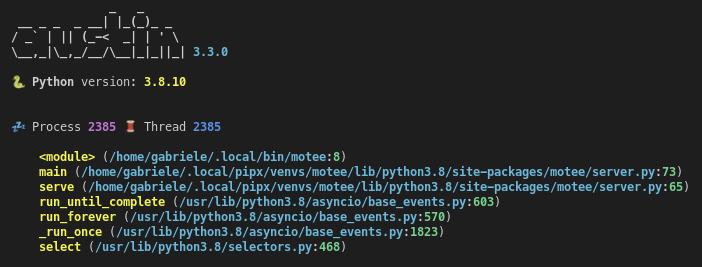 austin 3.3.0
🐍 Python version: 3.8.10
💤 Process 2385 🧵 Thread 2385
<module> (/home/gabriele/.local/bin/motee:8)
main (/home/gabriele/.local/pipx/venvs/motee/lib/python3.8/site-packages/motee/server.py:73)
serve (/home/gabriele/.local/pipx/venvs/motee/lib/python3.8/site-packages/motee/server.py:65)
run_until_complete (/usr/lib/python3.8/asyncio/base_events.py:603)
run_forever (/usr/lib/python3.8/asyncio/base_events.py:570)
_run_once (/usr/lib/python3.8/asyncio/base_events.py:1823)
select (/usr/lib/python3.8/selectors.py:468)